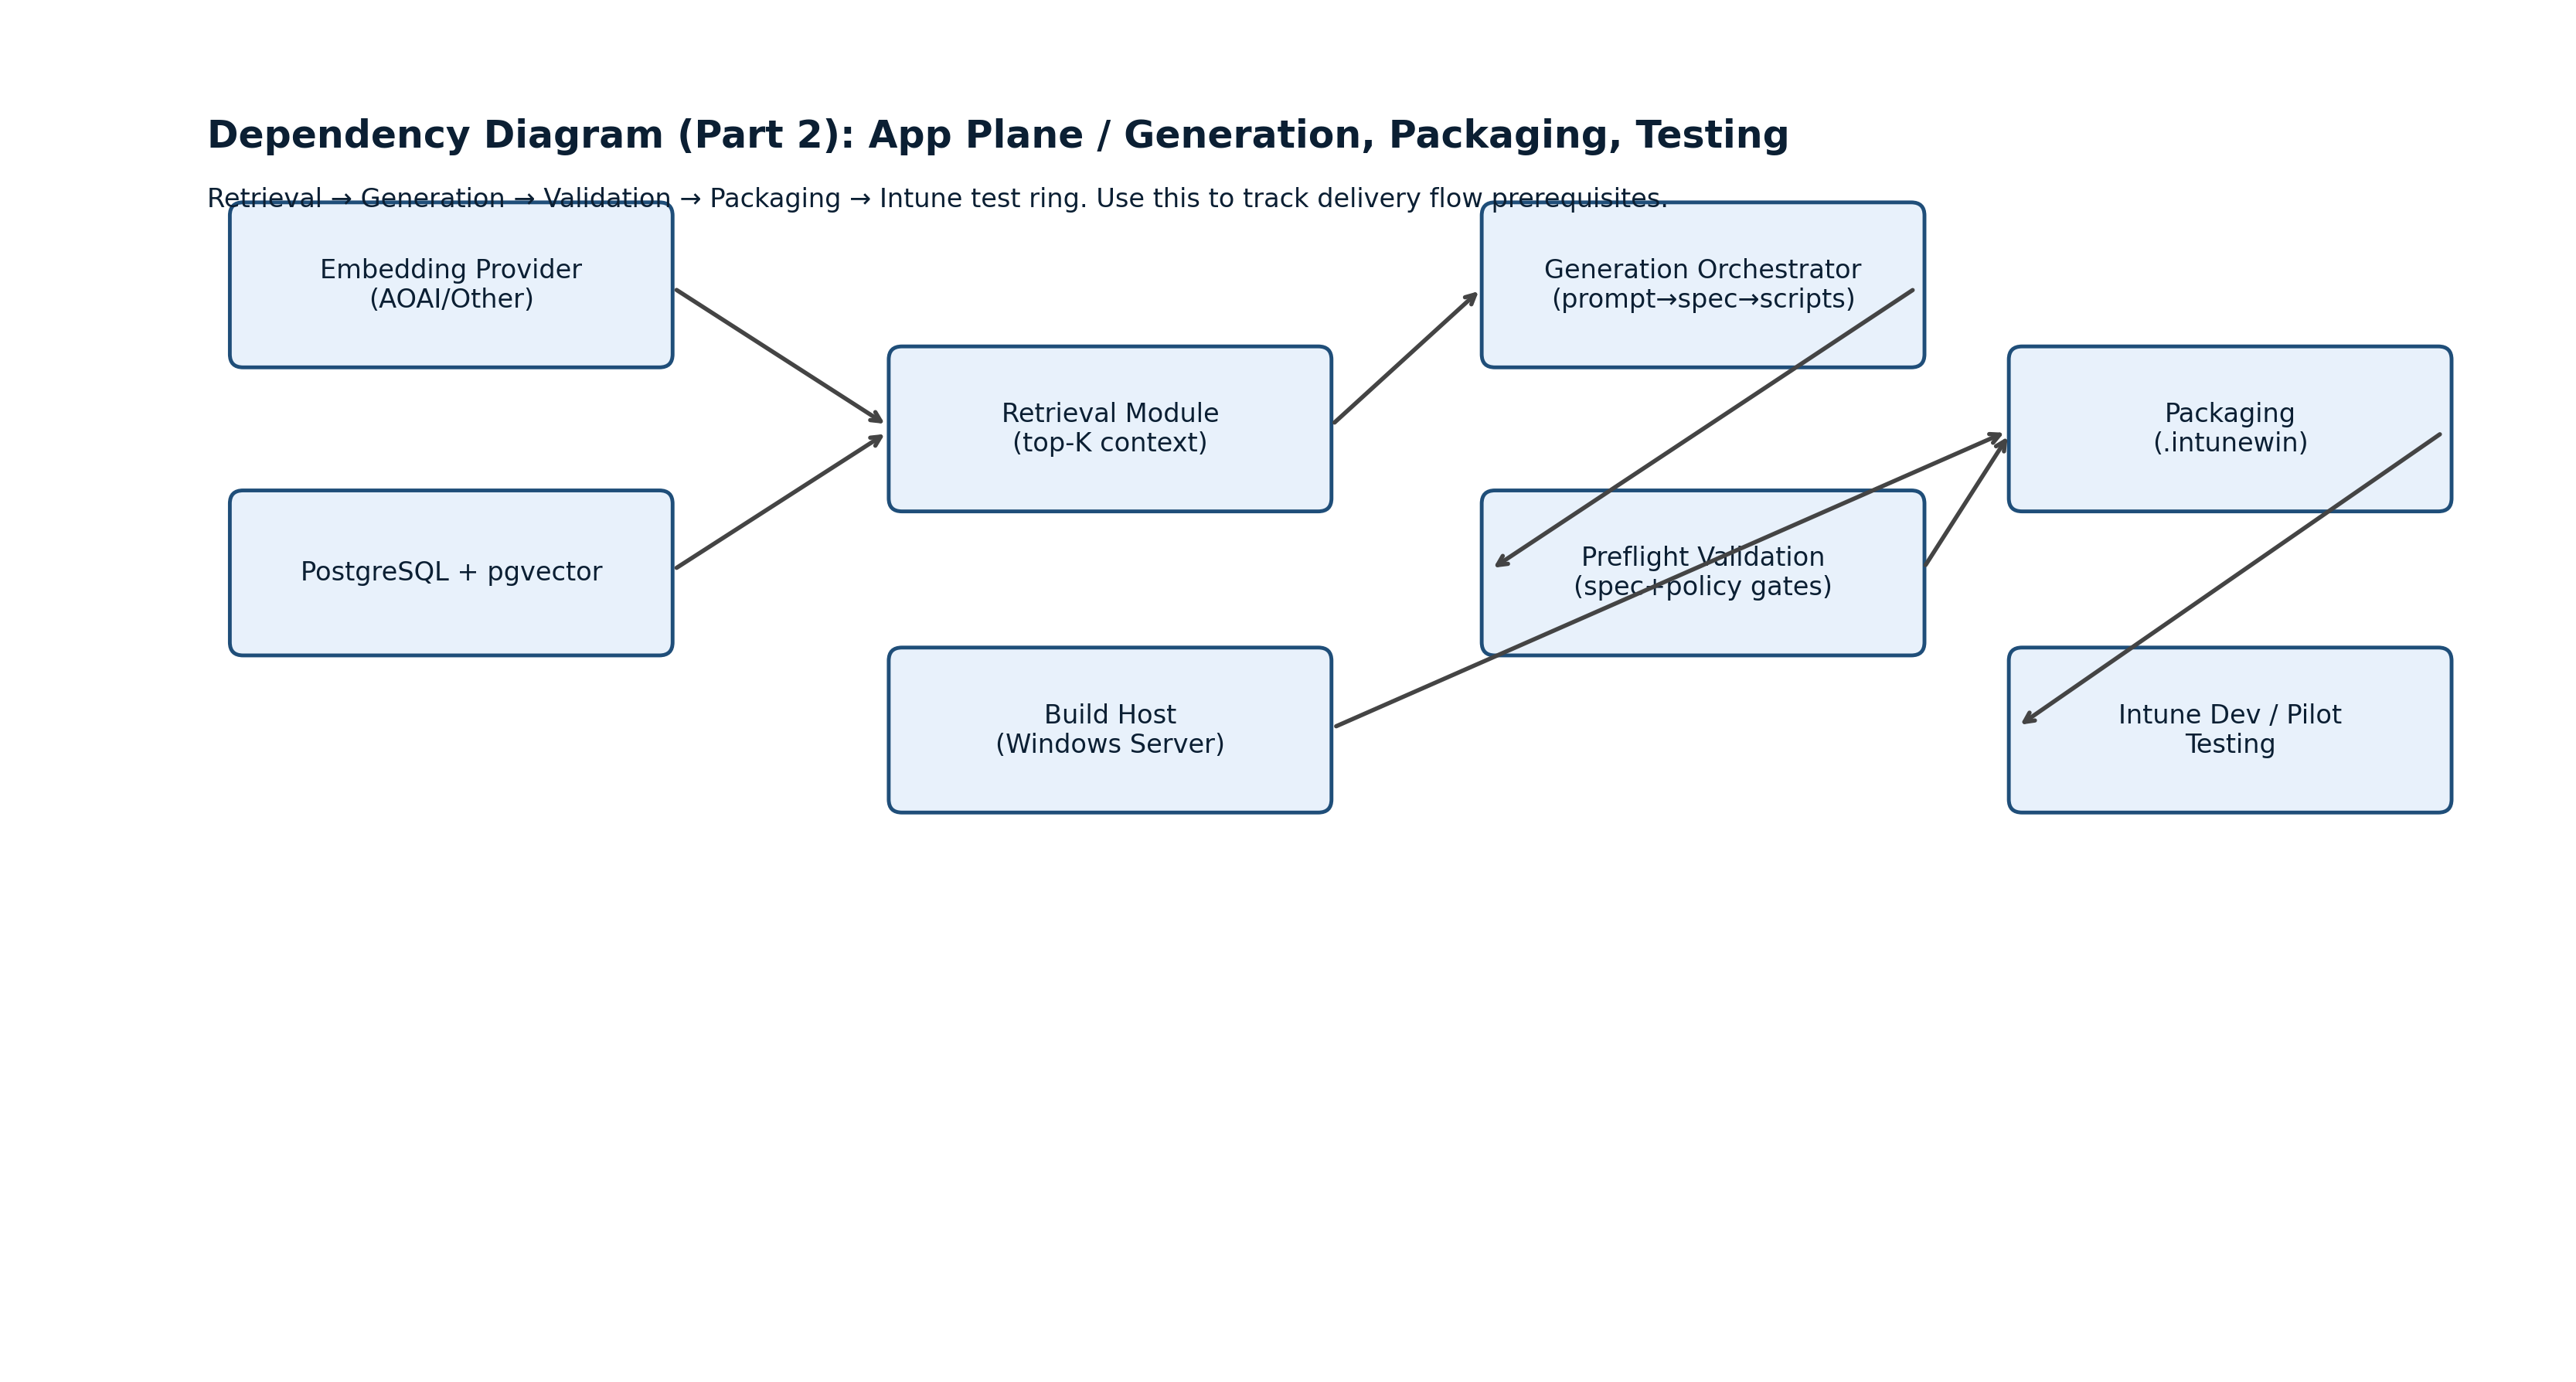 Dependency Diagram (Part 2): App Plane / Generation, Packaging, Testing
Retrieval → Generation → Validation → Packaging → Intune test ring. Use this to track delivery flow prerequisites.
Embedding Provider
(AOAI/Other)
Generation Orchestrator
(prompt→spec→scripts)
Retrieval Module
(top-K context)
Packaging
(.intunewin)
PostgreSQL + pgvector
Preflight Validation
(spec+policy gates)
Build Host
(Windows Server)
Intune Dev / Pilot
Testing